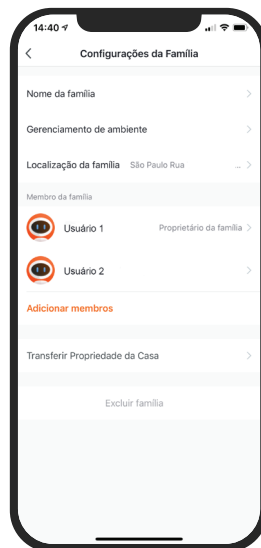 14:40
Configurações da Família
Nome da família
Gerenciamento de ambiente
Localização da família São Paulo Rua ...
Membro da família
Usuário 1 Proprietário da família
Usuário 2
Adicionar membros
Transferir Propriedade da Casa
Excluir família